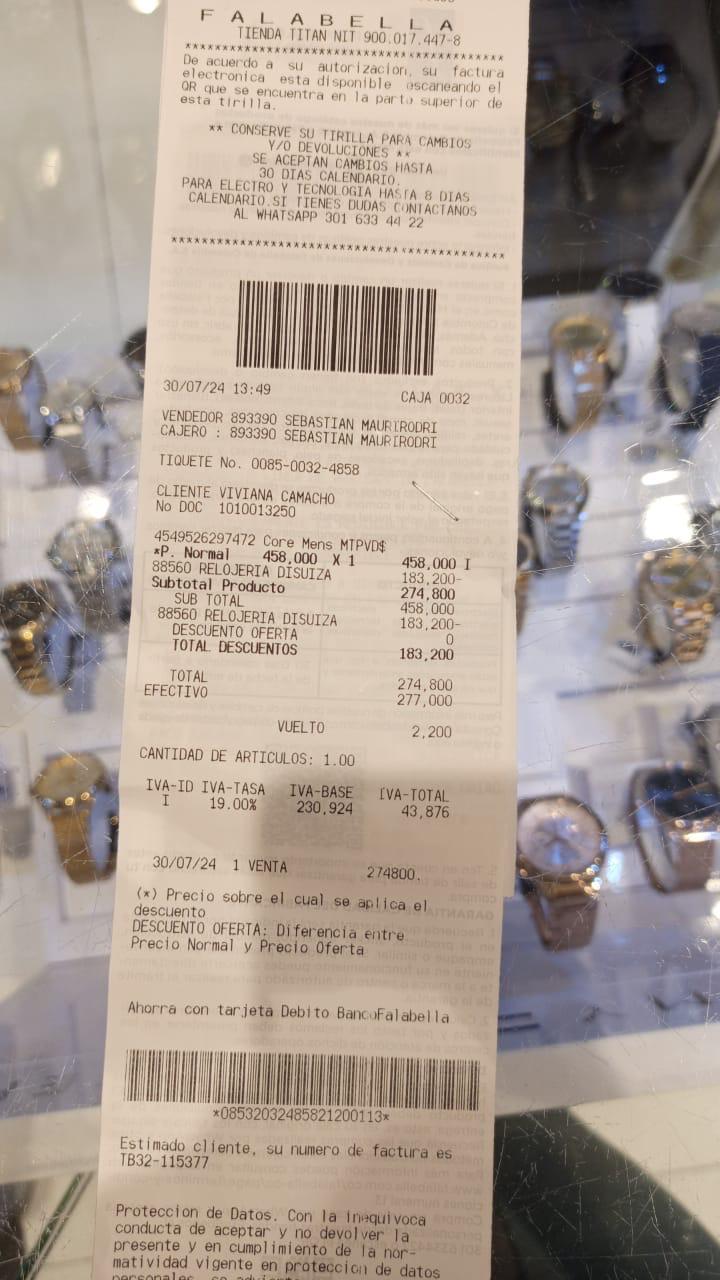 FALABELLA
TIENDA TITAN NIT 900.017.447-8
****************************************************
De acuerdo a su autorizacion, su factura
electronica esta disponible escaneando el
QR que se encuentra en la parte superior de
esta tirilla.
** CONSERVE SU TIRILLA PARA CAMBIOS
Y/O DEVOLUCIONES **
SE ACEPTAN CAMBIOS HASTA
30 DIAS CALENDARIO.
PARA ELECTRO Y TECNOLOGIA HASTA 8 DIAS
CALENDARIO.SI TIENES DUDAS CONTACTANOS
AL WHATSAPP 301 633 44 22
****************************************************
30/07/24 13:49 CAJA 0032
VENDEDOR 893390 SEBASTIAN MAURIRODRI
CAJERO : 893390 SEBASTIAN MAURIRODRI
TIQUETE No. 0085-0032-4858
CLIENTE VIVIANA CAMACHO
No DOC 1010013250
4549526297472 Core Mens MTPVD$
*P. Normal 458,000 X 1 458,000 I
88560 RELOJERIA DISUIZA 183,200-
Subtotal Producto 274,800
SUB TOTAL 458,000
88560 RELOJERIA DISUIZA 183,200-
DESCUENTO OFERTA 0
TOTAL DESCUENTOS 183,200
TOTAL 274,800
EFECTIVO 277,000
VUELTO 2,200
CANTIDAD DE ARTICULOS: 1.00
IVA-ID IVA-TASA IVA-BASE IVA-TOTAL
I 19.00% 230,924 43,876
30/07/24 1 VENTA 274800.
(*) Precio sobre el cual se aplica el
descuento
DESCUENTO OFERTA: Diferencia entre
Precio Normal y Precio Oferta
Ahorra con tarjeta Debito BancoFalabella
*08532032485821200113*
Estimado cliente, su numero de factura es
TB32-115377
Proteccion de Datos. Con la inequivoca
conducta de aceptar y no devolver la
presente y en cumplimiento de la nor-
matividad vigente en proteccion de datos